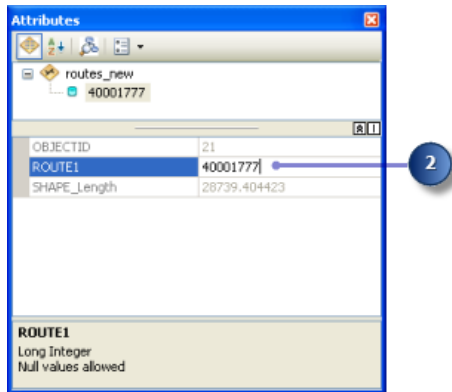 Attributes
routes_new
40001777
OBJECTID 21
ROUTE1 40001777
2
SHAPE_Length 28739.404423
ROUTE1
Long Integer
Null values allowed